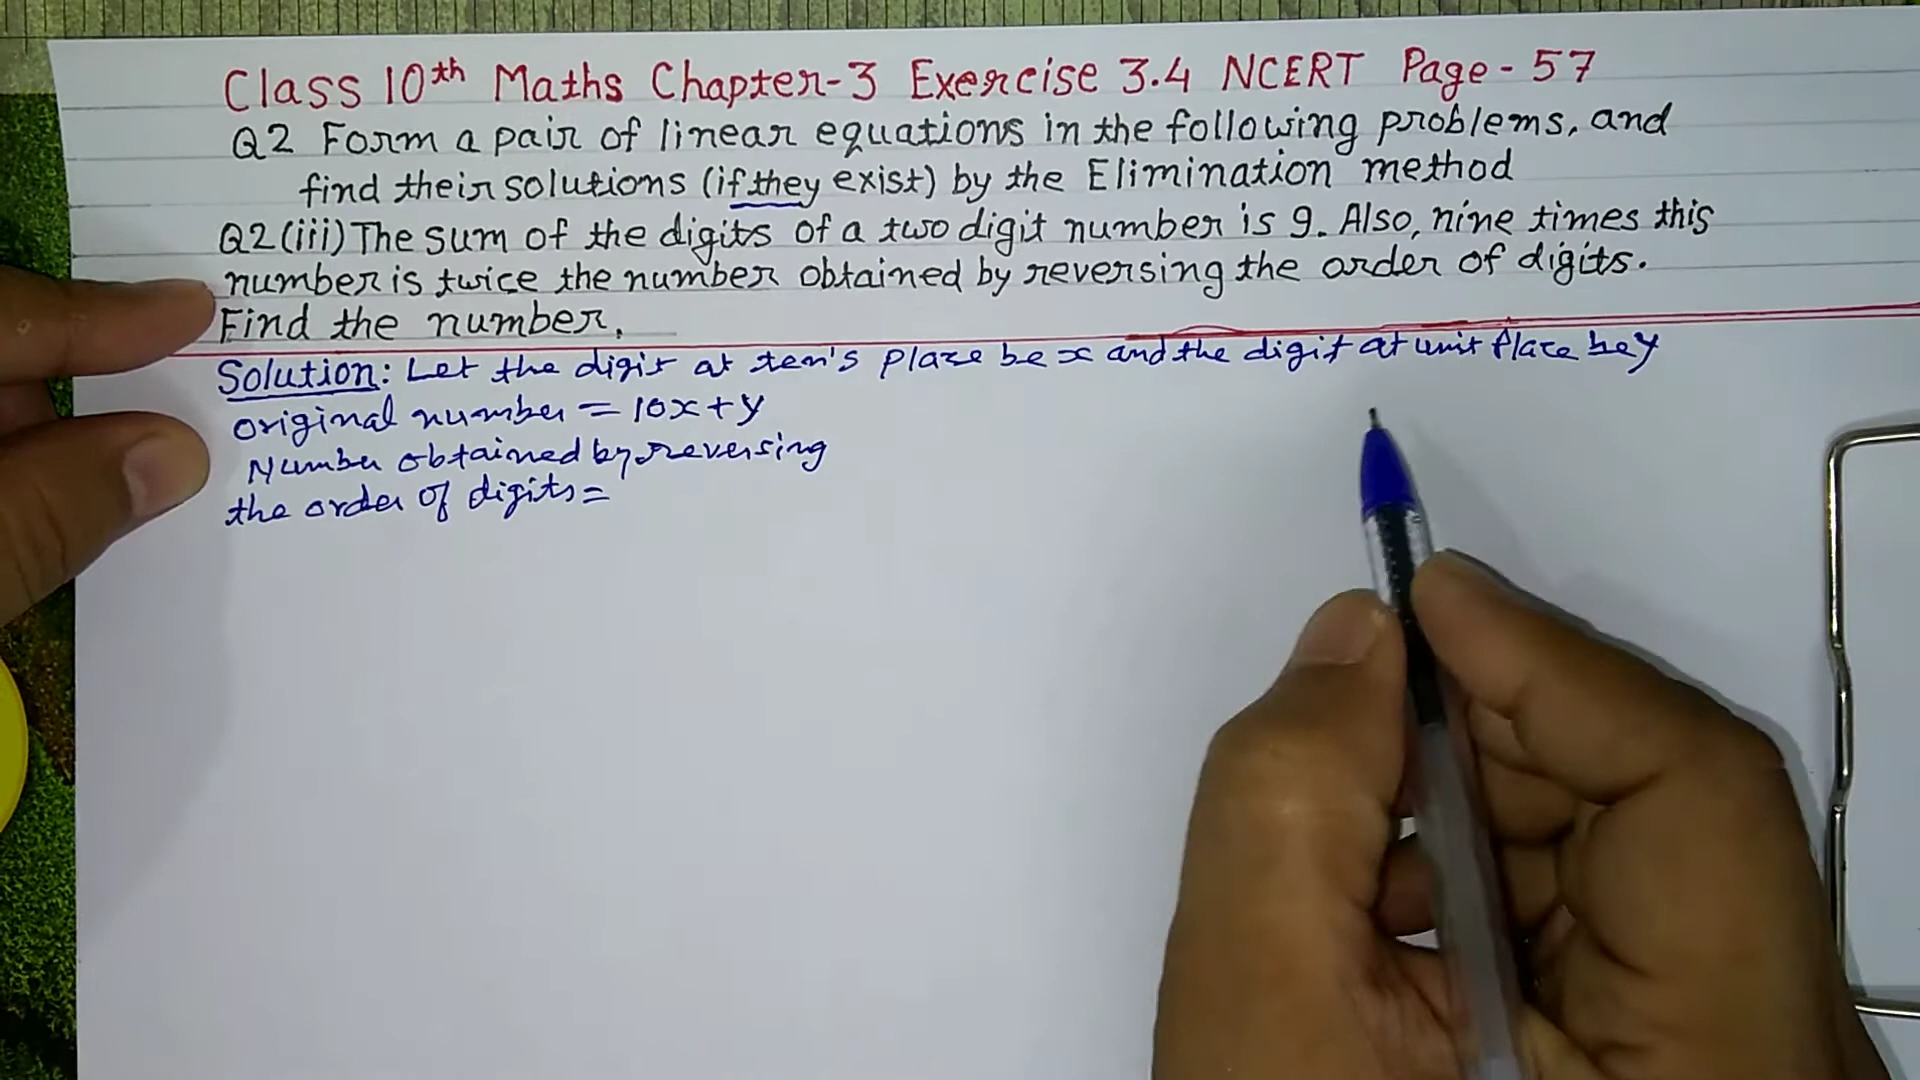 Class 10th Maths Chapter-3 Exercise 3.4 NCERT Page-57
Q2 Form a pair of linear equations in the following problems, and
find their solutions (if they exist) by the Elimination method
Q2(iii) The sum of the digits of a two digit number is 9. Also, nine times this
number is twice the number obtained by reversing the order of digits.
Find the number.
Solution: Let the digit at ten's place be x and the digit at unit place be y
original number = 10x+y
Number obtained by reversing
the order of digits =